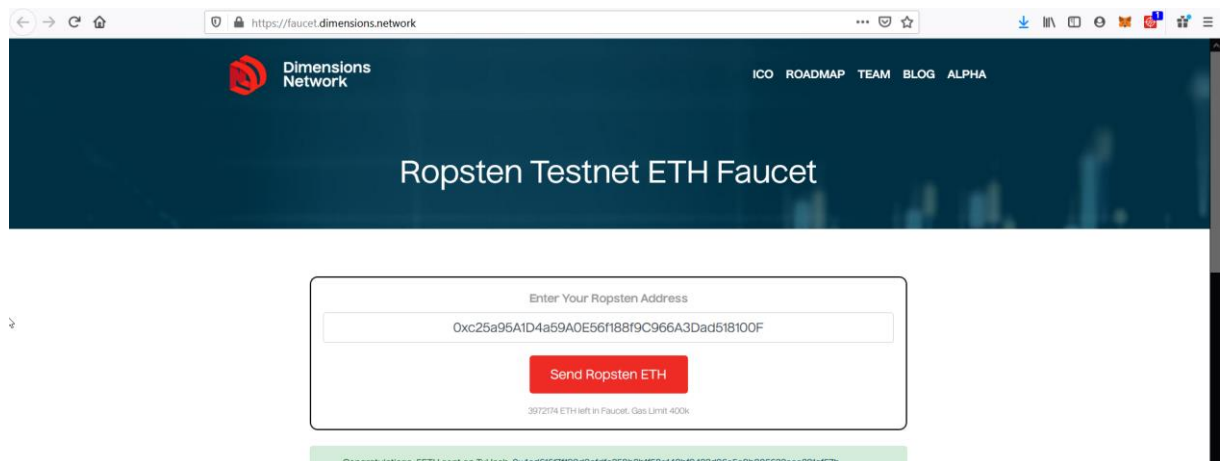 https://faucet.dimensions.network
Dimensions
Network
ICO ROADMAP TEAM BLOG ALPHA
Ropsten Testnet ETH Faucet
Enter Your Ropsten Address
0xc25a95A1D4a59A0E56f188f9C966A3Dad518100F
Send Ropsten ETH
3972174 ETH left in Faucet. Gas Limit 400k